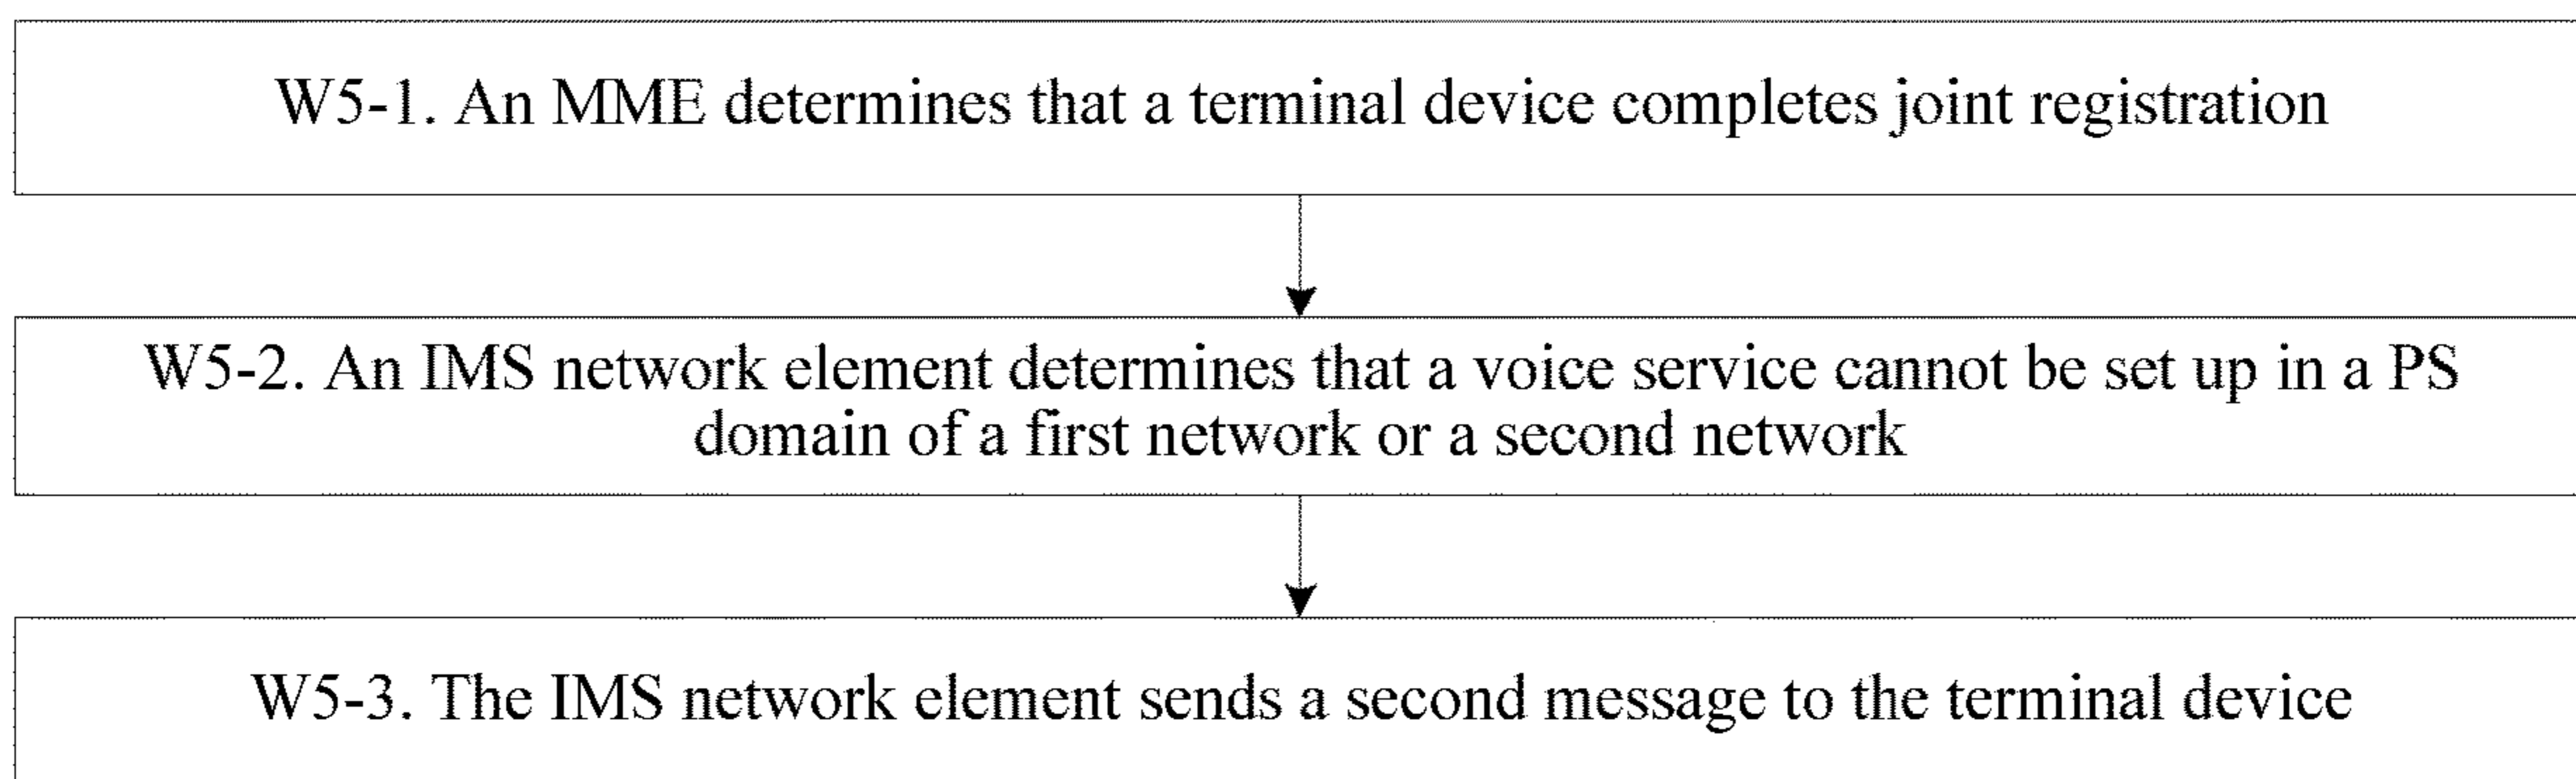 W5-1. An MME determines that a terminal device completes joint registration
W5-2. An IMS network element determines that a voice service cannot be set up in a PS
domain of a first network or a second network
W5-3. The IMS network element sends a second message to the terminal device